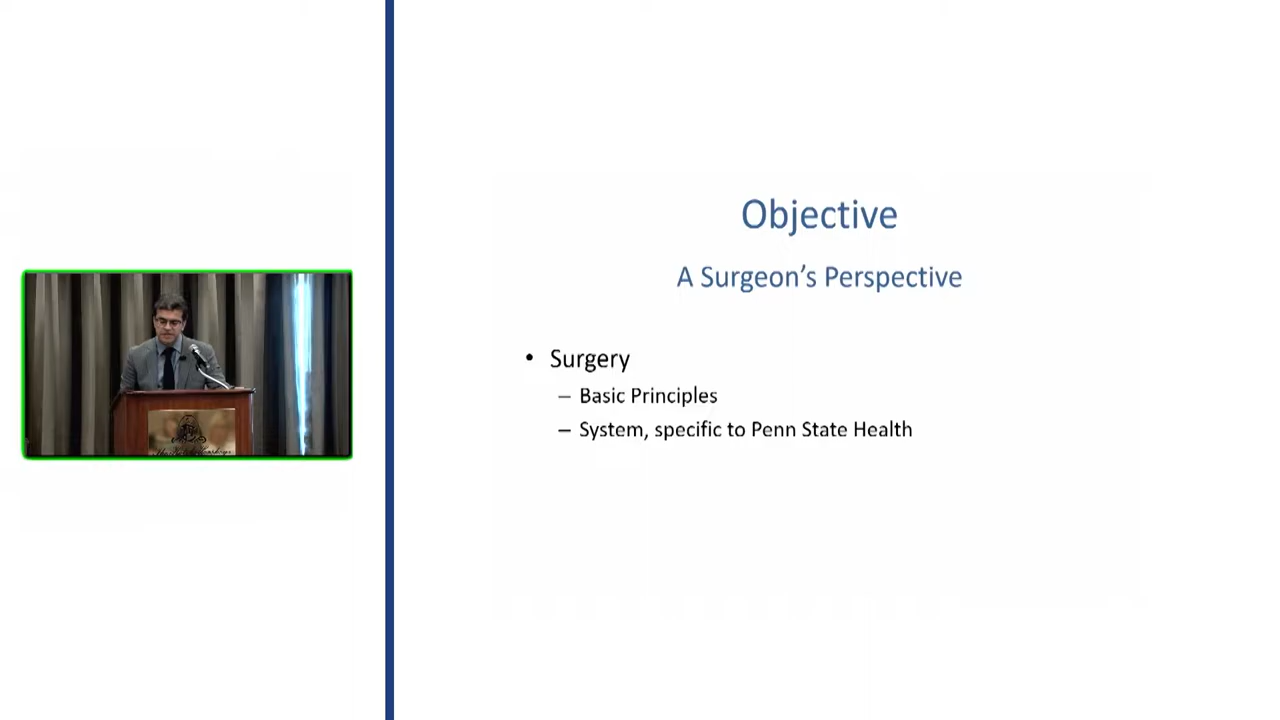 Objective
A Surgeon's Perspective
• Surgery
– Basic Principles
– System, specific to Penn State Health